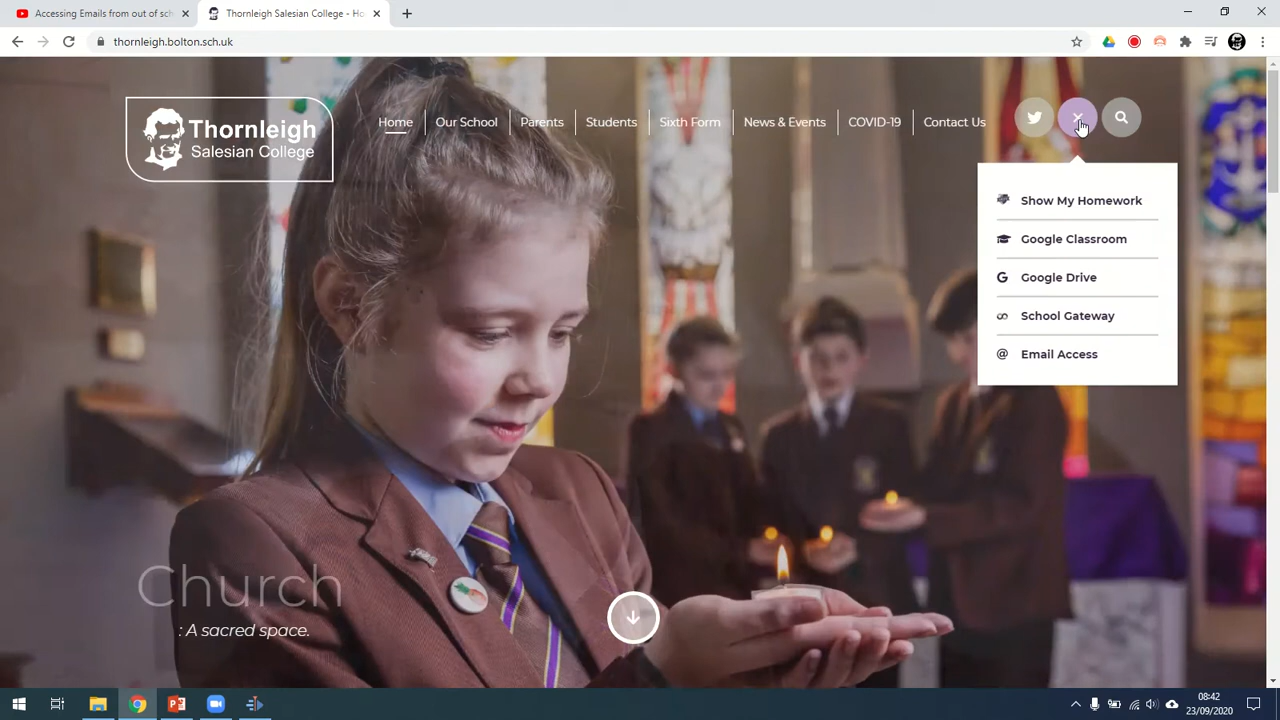 Accessing Emails from out of sch
Thornleigh Salesian College - Ho
thornleigh.bolton.sch.uk
Thornleigh
Salesian College
Home
Our School
Parents
Students
Sixth Form
News & Events
COVID-19
Contact Us
Show My Homework
Google Classroom
G Google Drive
School Gateway
@ Email Access
Church
: A sacred space.
08:42
23/09/2020